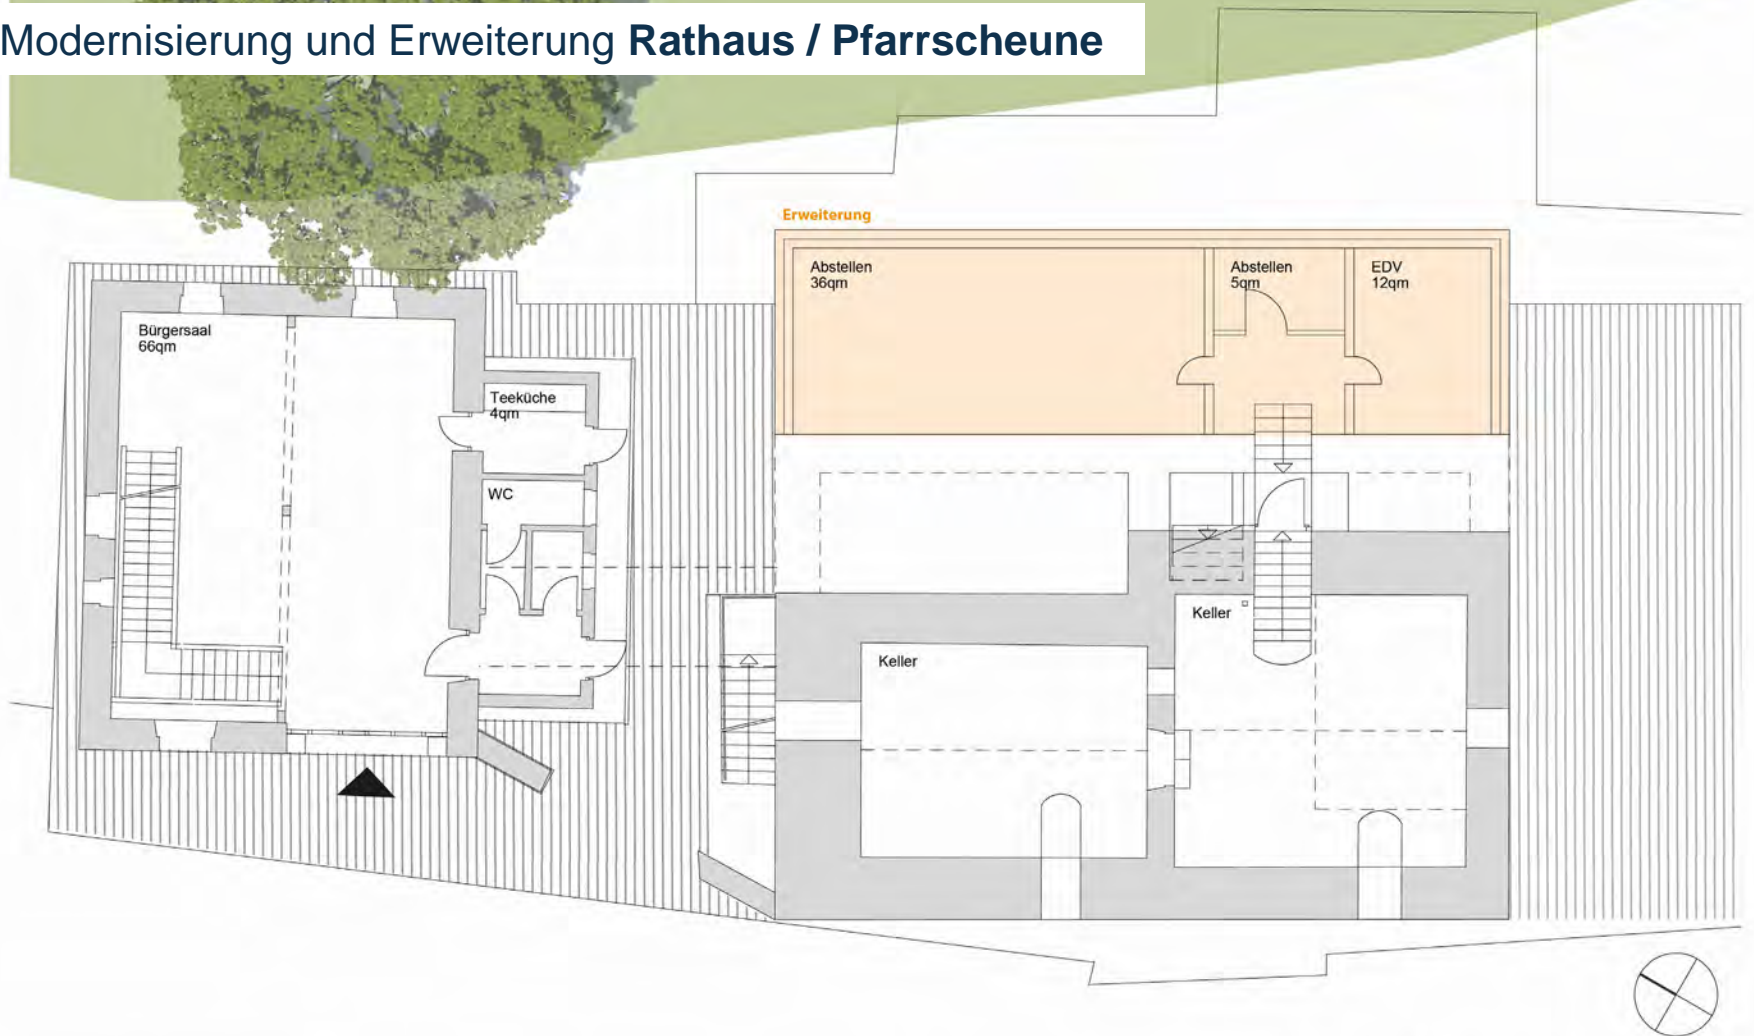 Modernisierung und Erweiterung Rathaus / Pfarrscheune
Erweiterung
Abstellen
36qm
Abstellen
5qm
EDV
12qm
Bürgersaal
66qm
Teeküche
4qm
WC
Keller
Keller